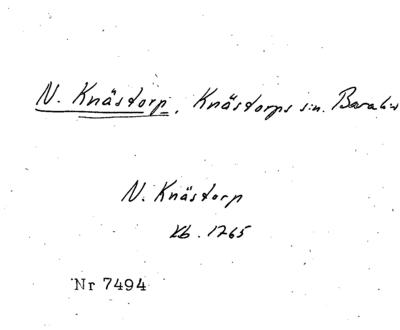 N. Knästorp, Knästorps s:n. Bara h:d
N. Knästorp
kb. 1765
Nr 7494